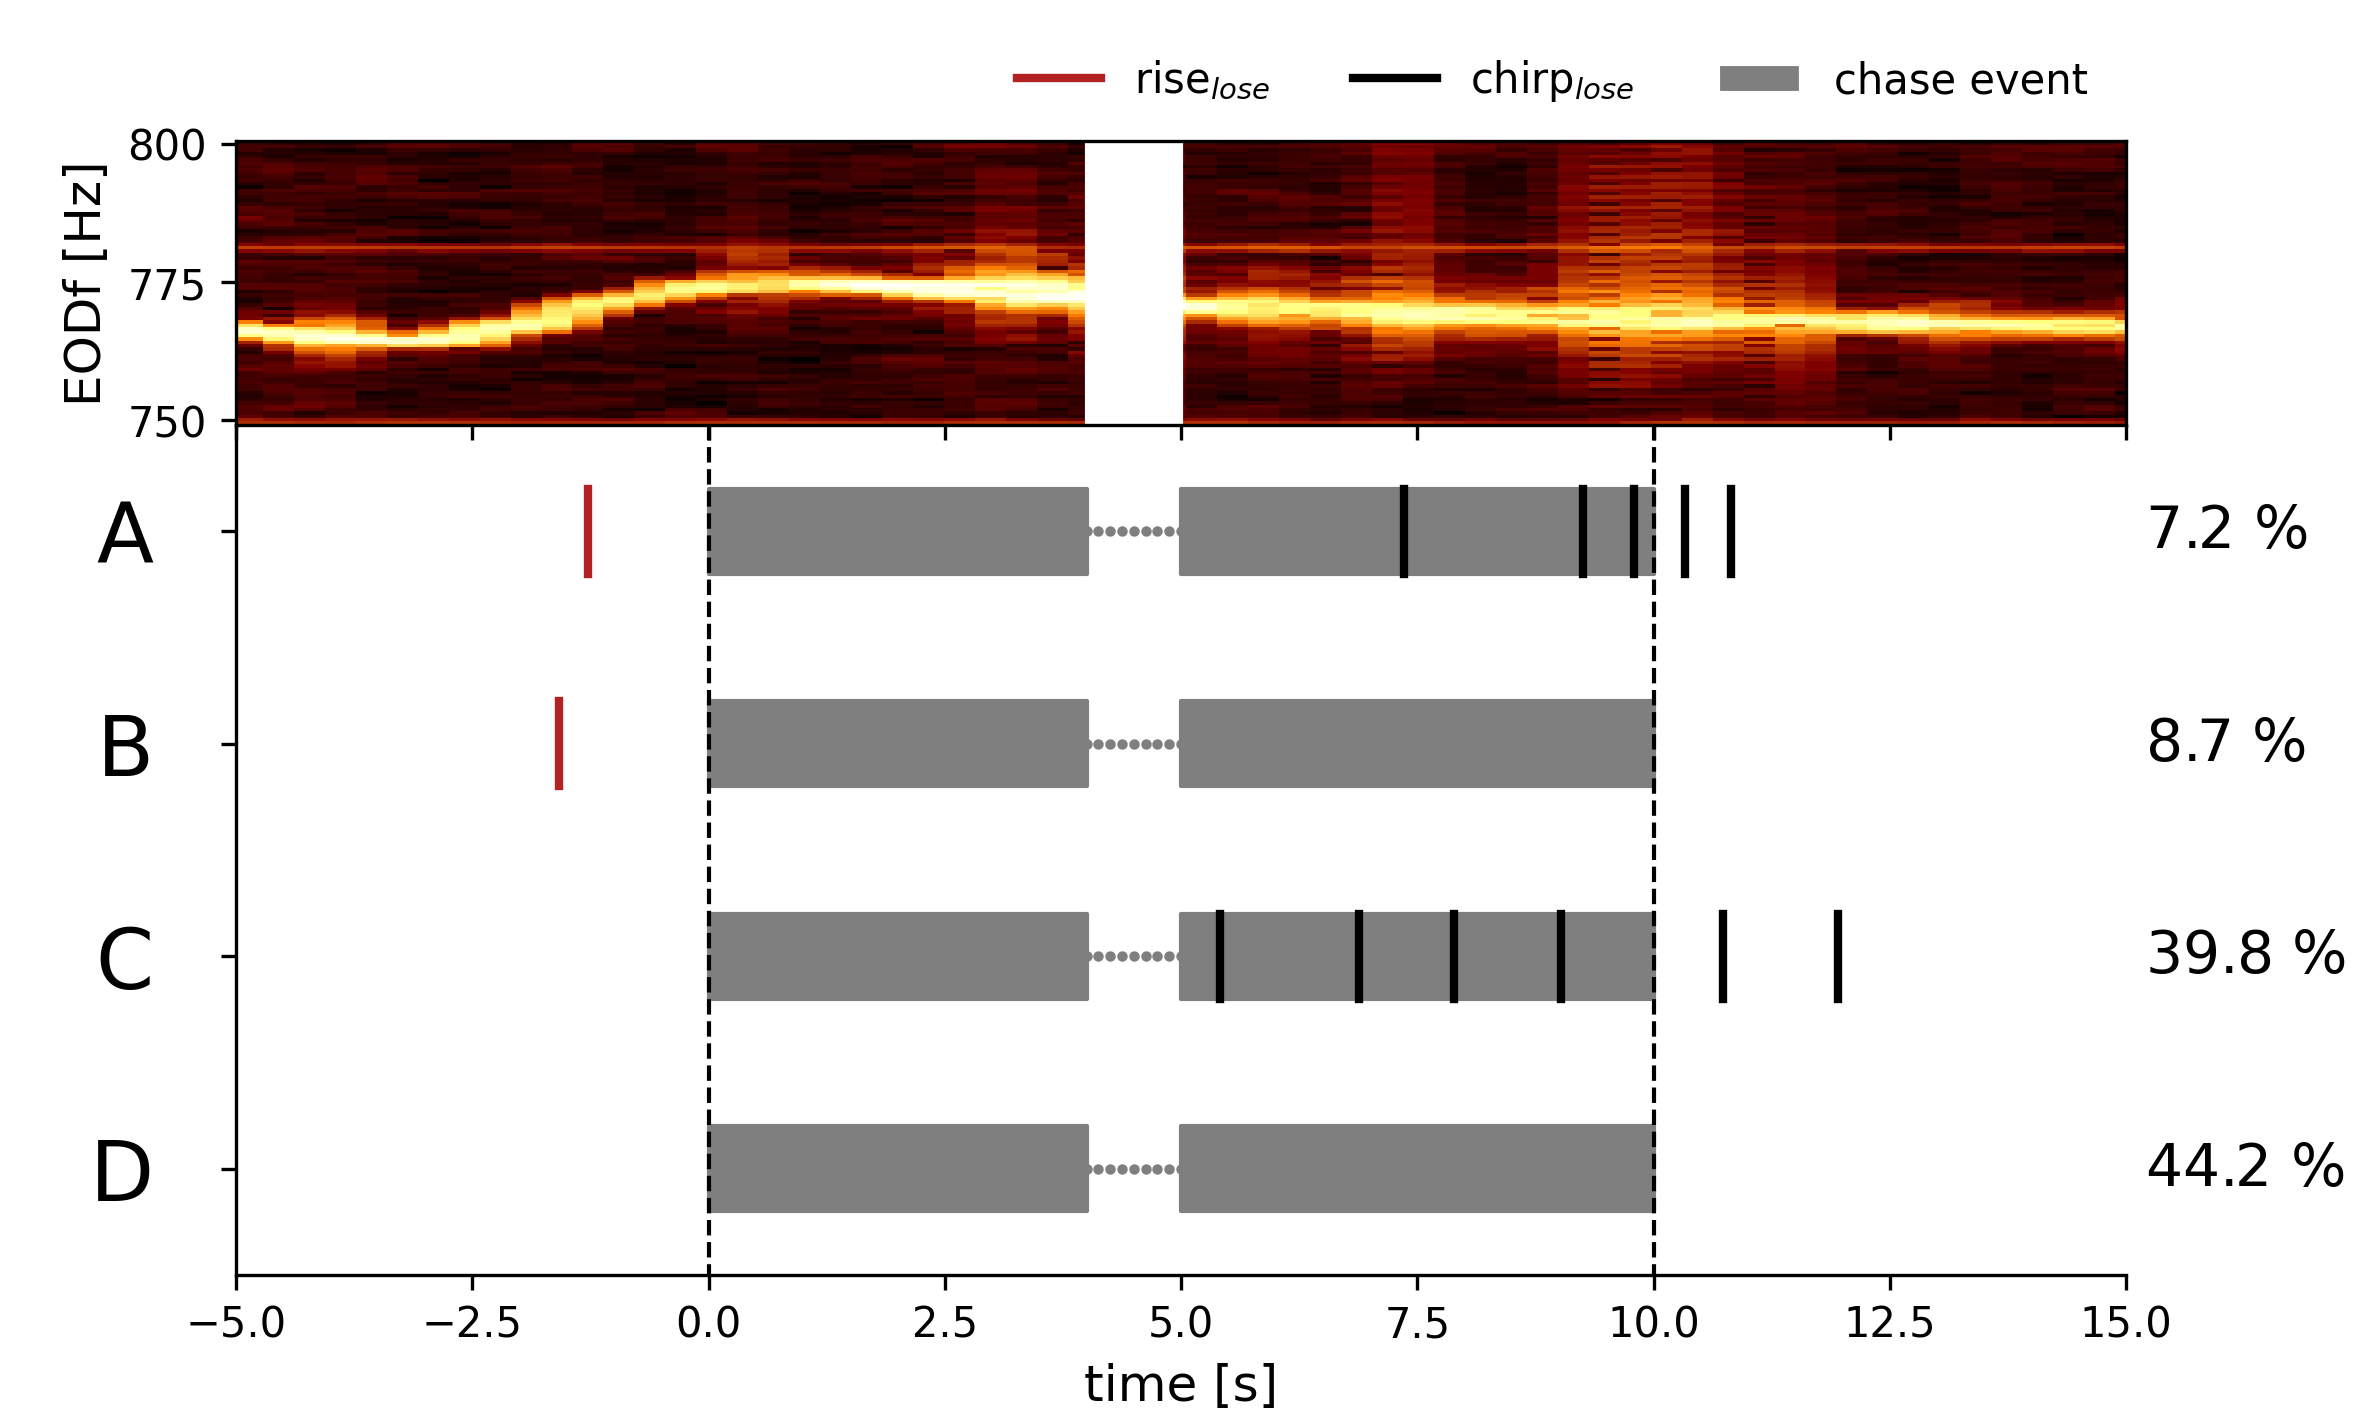 rise_lose chirp_lose chase event
800
775
750
EODf [Hz]
A 7.2 %
B 8.7 %
C 39.8 %
D 44.2 %
−5.0 −2.5 0.0 2.5 5.0 7.5 10.0 12.5 15.0
time [s]